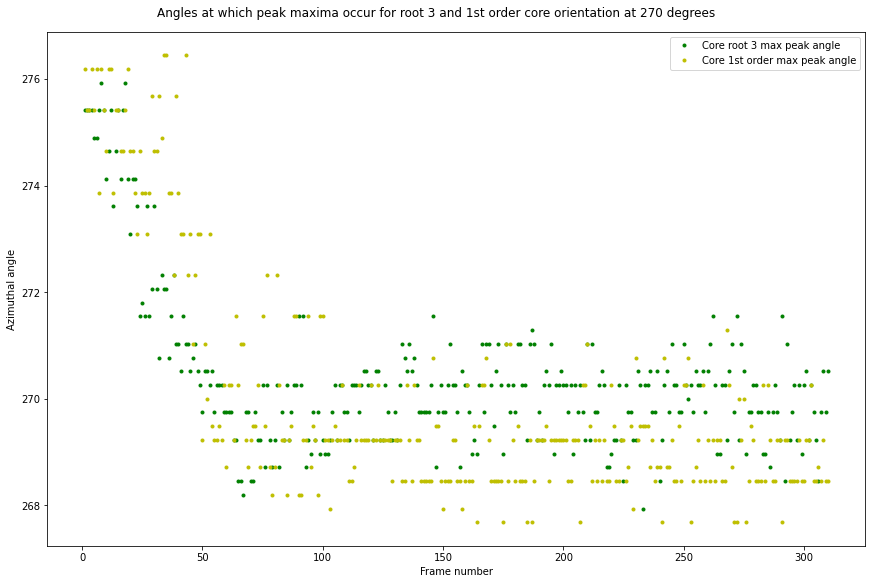 Angles at which peak maxima occur for root 3 and 1st order core orientation at 270 degrees
Core root 3 max peak angle
Core 1st order max peak angle
276
274
272
270
268
Azimuthal angle
0 50 100 150 200 250 300
Frame number